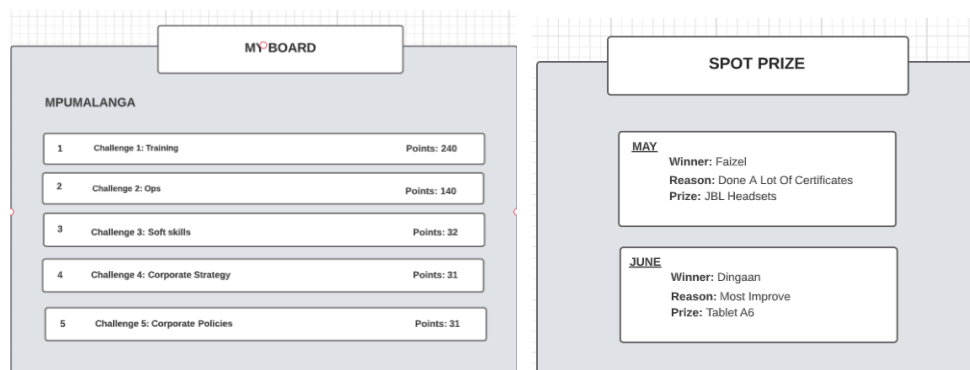 MY BOARD
MPUMALANGA
1 Challenge 1: Training Points: 240
2 Challenge 2: Ops Points: 140
3 Challenge 3: Soft skills Points: 32
4 Challenge 4: Corporate Strategy Points: 31
5 Challenge 5: Corporate Policies Points: 31
SPOT PRIZE
MAY
Winner: Faizel
Reason: Done A Lot Of Certificates
Prize: JBL Headsets
JUNE
Winner: Dingaan
Reason: Most Improve
Prize: Tablet A6